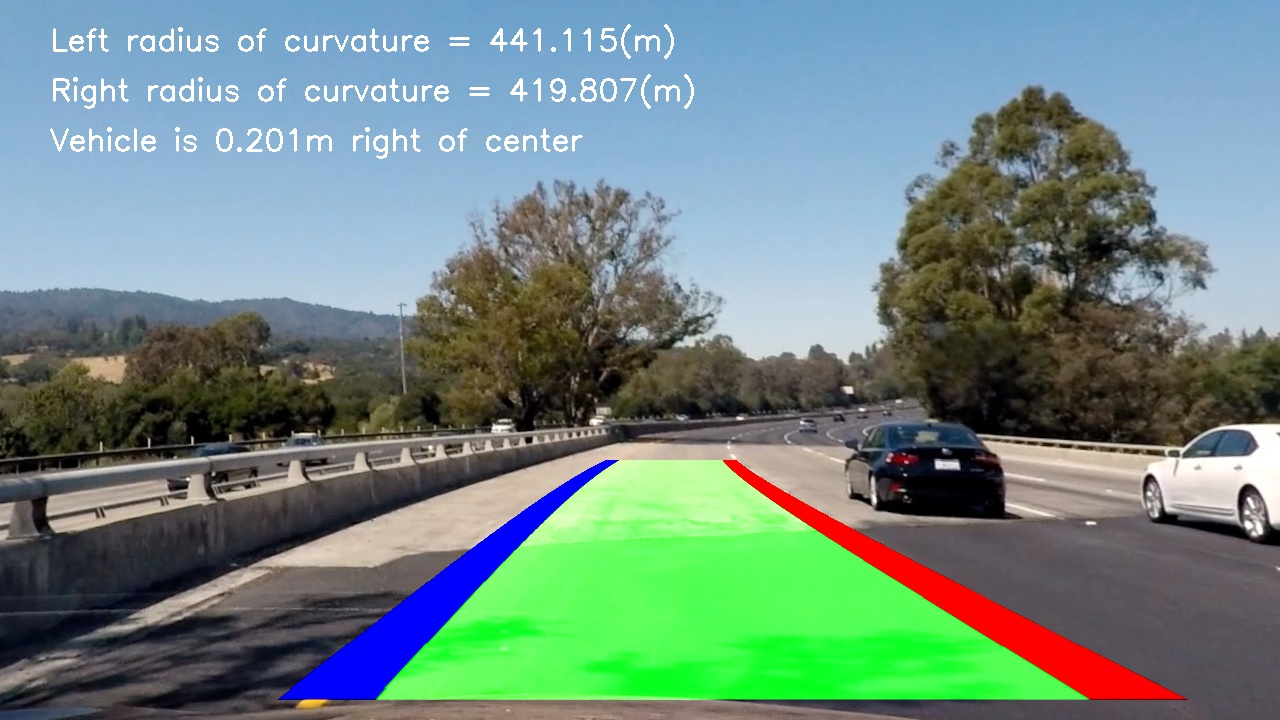 Left radius of curvature = 441.115(m)
Right radius of curvature = 419.807(m)
Vehicle is 0.201m right of center